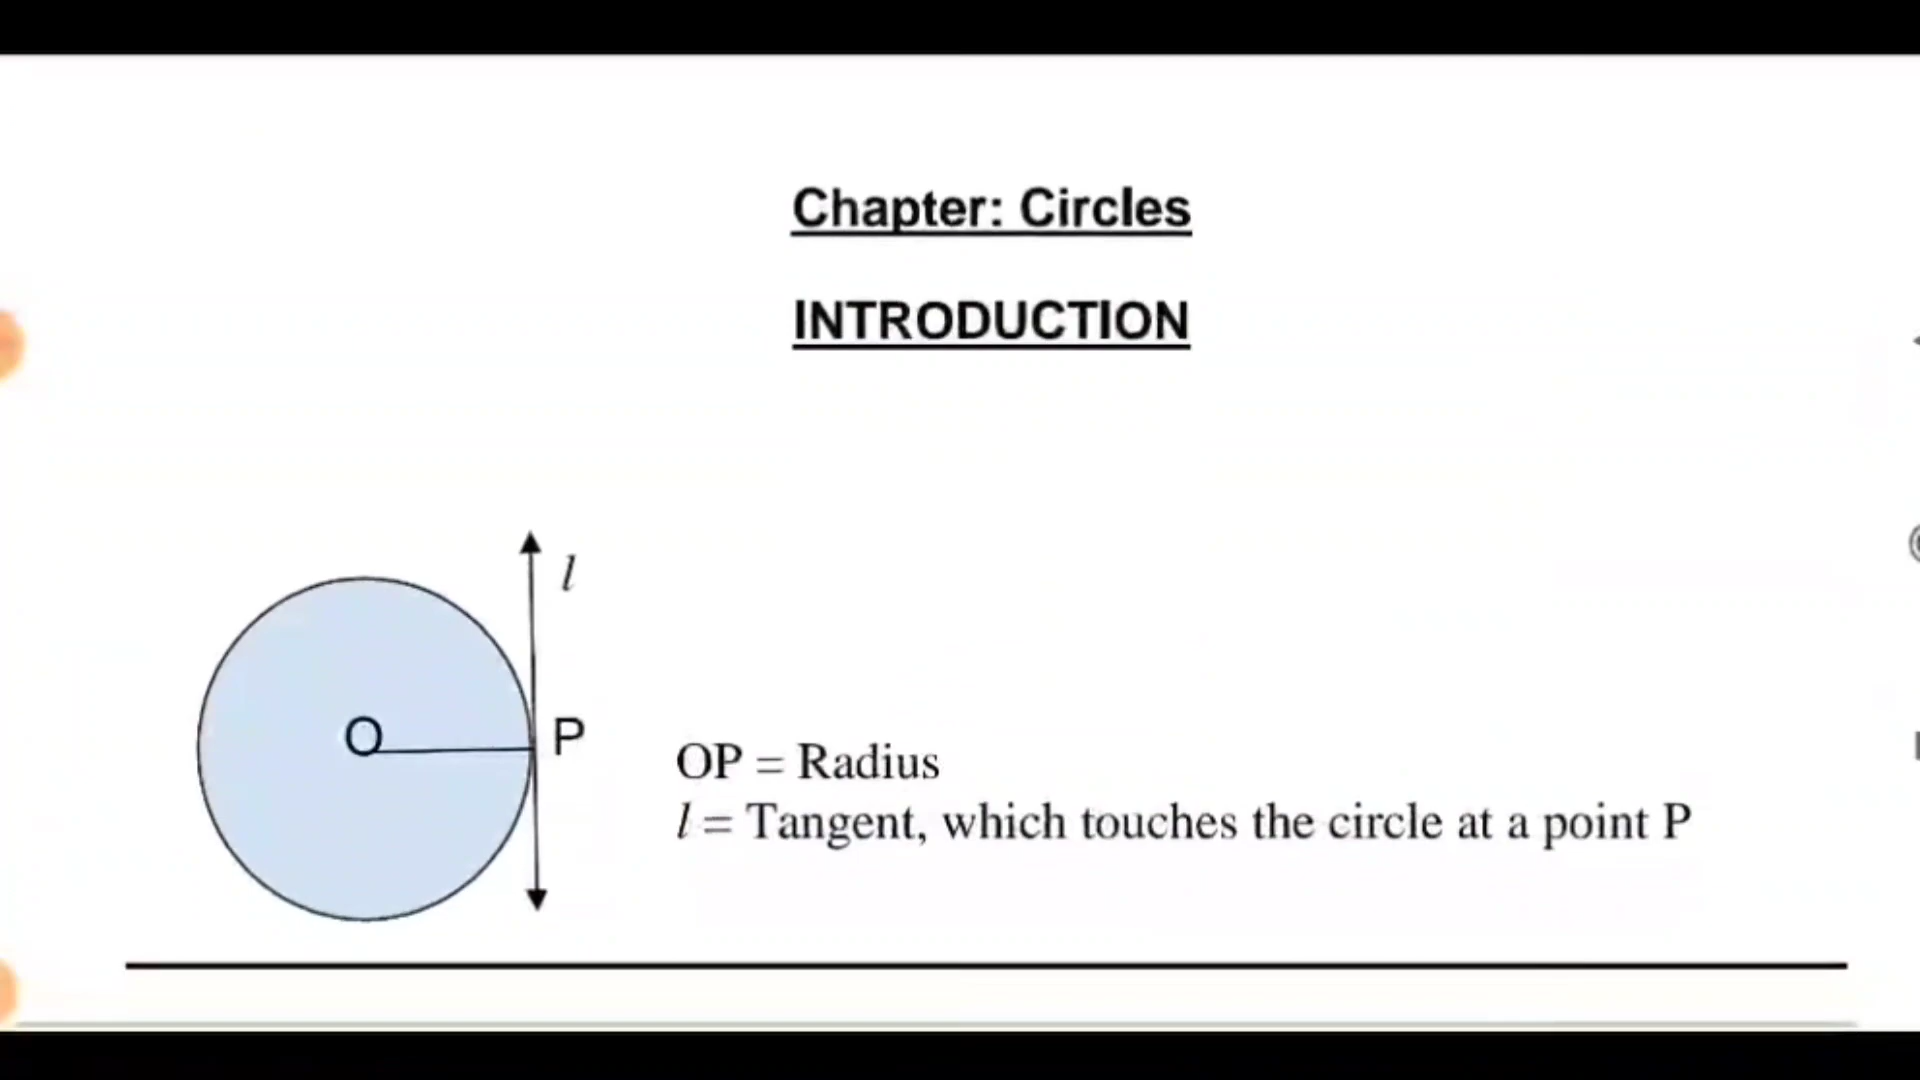 Chapter: Circles
INTRODUCTION
l
O
P
OP = Radius
l = Tangent, which touches the circle at a point P